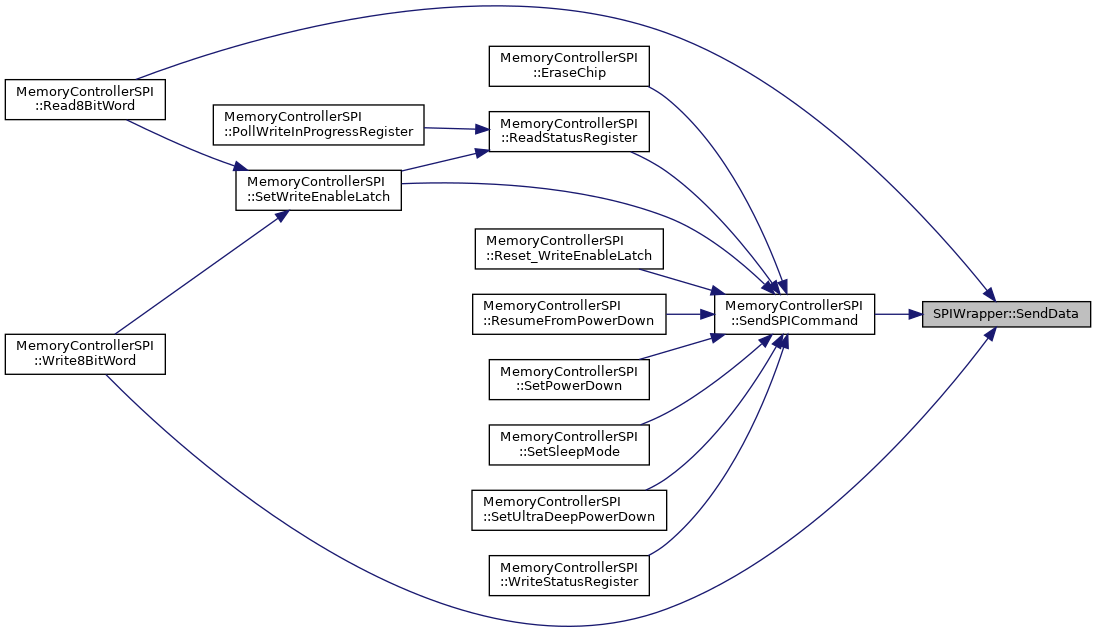 MemoryControllerSPI
::EraseChip
MemoryControllerSPI
::Read8BitWord
MemoryControllerSPI
::PollWriteInProgressRegister
MemoryControllerSPI
::ReadStatusRegister
MemoryControllerSPI
::SetWriteEnableLatch
MemoryControllerSPI
::Reset_WriteEnableLatch
MemoryControllerSPI
::ResumeFromPowerDown
MemoryControllerSPI
::SendSPICommand
SPIWrapper::SendData
MemoryControllerSPI
::Write8BitWord
MemoryControllerSPI
::SetPowerDown
MemoryControllerSPI
::SetSleepMode
MemoryControllerSPI
::SetUltraDeepPowerDown
MemoryControllerSPI
::WriteStatusRegister